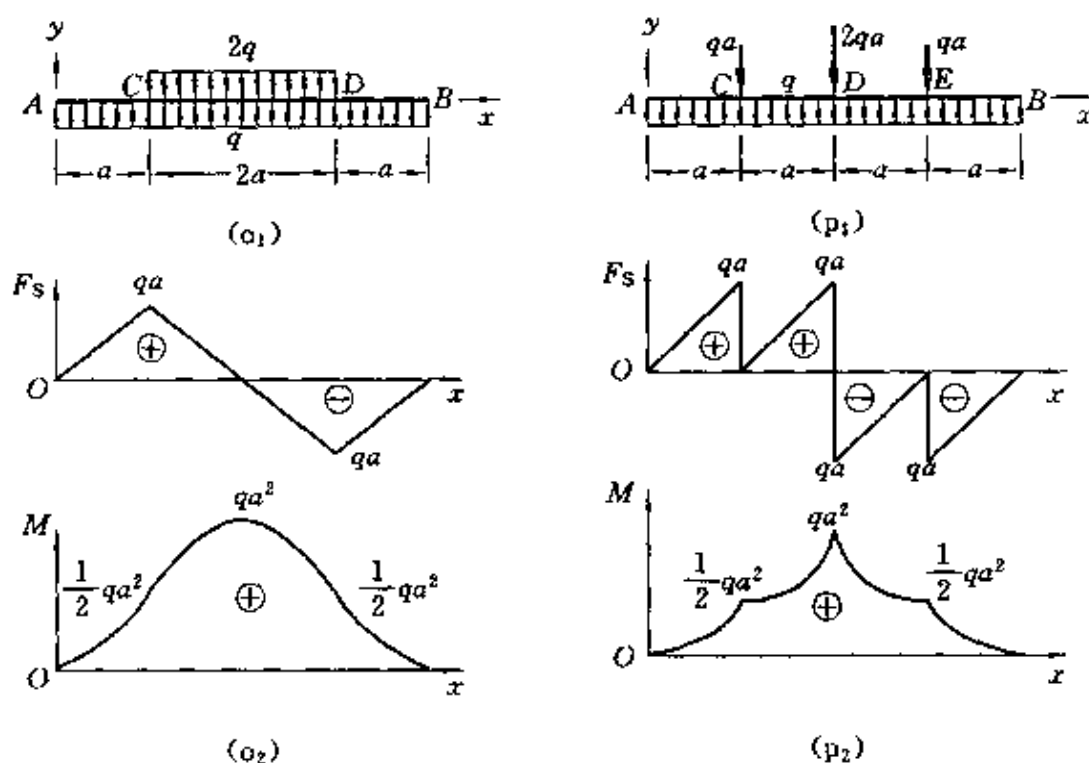 y
2q
A
C
D
B
x
q
a
2a
a
(o₁)
Fs
qa
⊕
O
⊖
x
qa
M
qa²
1/2 qa²
⊕
1/2 qa²
O
x
(o₂)
y
qa
2qa
qa
A
C
q
D
E
B
x
a
a
a
a
(p₁)
Fs
qa
qa
⊕
⊕
O
⊖
⊖
x
qa
qa
M
qa²
1/2 qa²
⊕
1/2 qa²
O
x
(p₂)